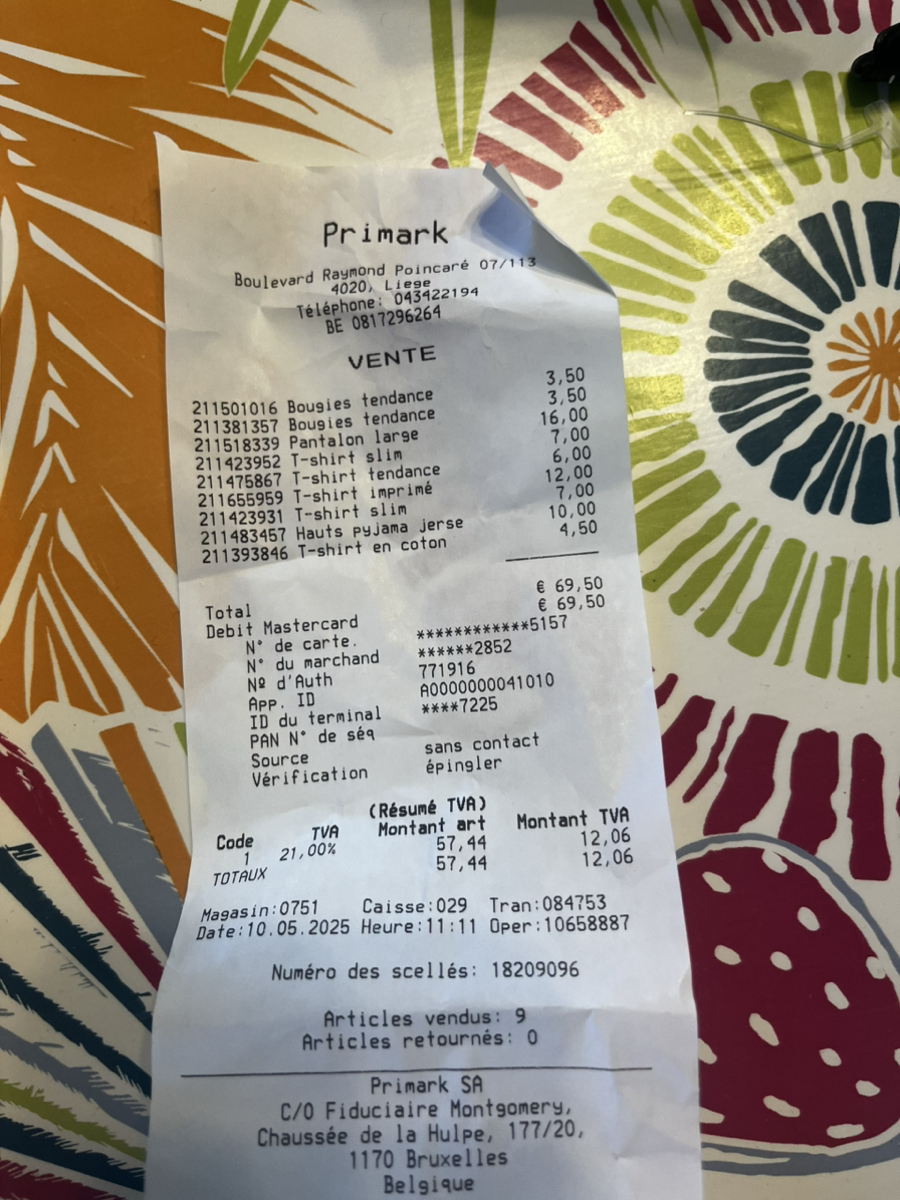 Primark
Boulevard Raymond Poincaré 07/113
4020, Liege
Téléphone: 043422194
BE 0817296264
VENTE
211501016 Bougies tendance 3,50
211381357 Bougies tendance 3,50
211518339 Pantalon large 16,00
211423952 T-shirt slim 7,00
211475867 T-shirt tendance 6,00
211655959 T-shirt imprimé 12,00
211423931 T-shirt slim 7,00
211483457 Hauts pyjama jerse 10,00
211393846 T-shirt en coton 4,50
Total € 69,50
Debit Mastercard € 69,50
N° de carte. ************5157
N° du marchand ******2852
Nº d'Auth 771916
App. ID A0000000041010
ID du terminal ****7225
PAN N° de séq
Source sans contact
Vérification épingler
(Résumé TVA)
Code TVA Montant art Montant TVA
1 21,00% 57,44 12,06
TOTAUX 57,44 12,06
Magasin:0751 Caisse:029 Tran:084753
Date:10.05.2025 Heure:11:11 Oper:10658887
Numéro des scellés: 18209096
Articles vendus: 9
Articles retournés: 0
Primark SA
C/O Fiduciaire Montgomery,
Chaussée de la Hulpe, 177/20,
1170 Bruxelles
Belgique